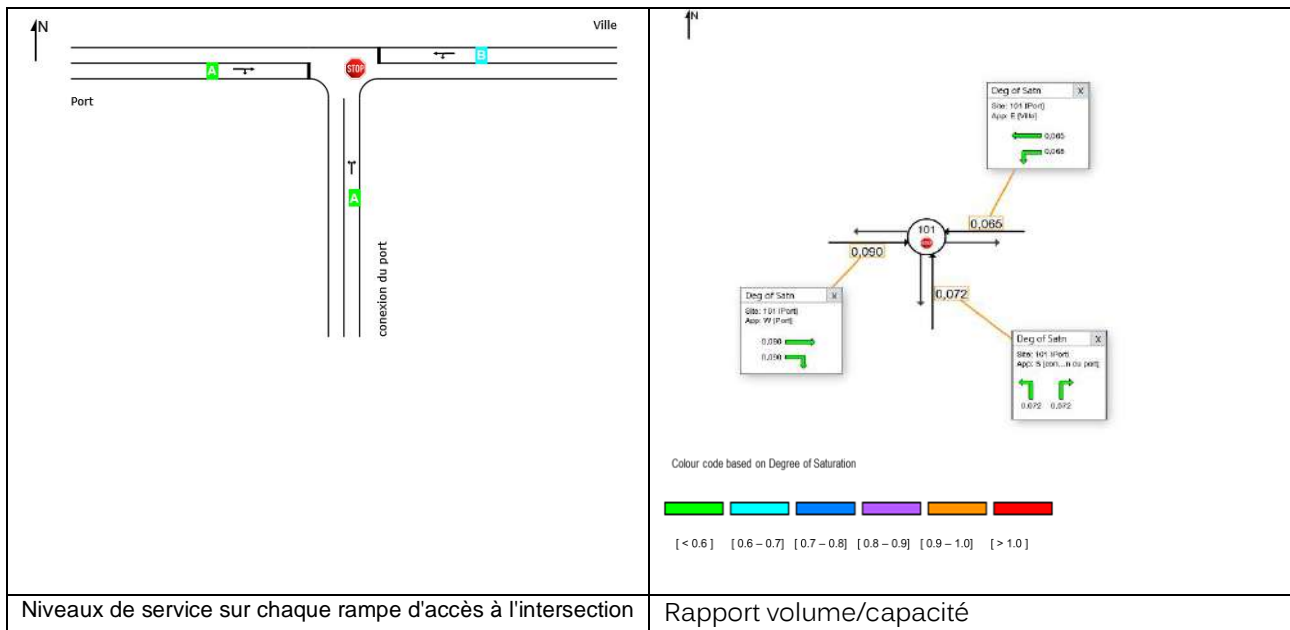 N
Ville
B
A
STOP
Port
A
conexion du port
Niveaux de service sur chaque rampe d'accès à l'intersection
N
Deg of Satn X
Site: 101 [Port]
App: E [Ville]
0,065
0,065
101
0,065
0,090
0,072
Deg of Satn X
Site: 101 [Port]
App: W [Port]
0,090
0,090
Deg of Satn X
Site: 101 [Port]
App: S [con...n du port]
0,072 0,072
Colour code based on Degree of Saturation
[ < 0.6 ] [ 0.6 – 0.7] [ 0.7 – 0.8] [ 0.8 – 0.9] [ 0.9 – 1.0] [ > 1.0 ]
Rapport volume/capacité